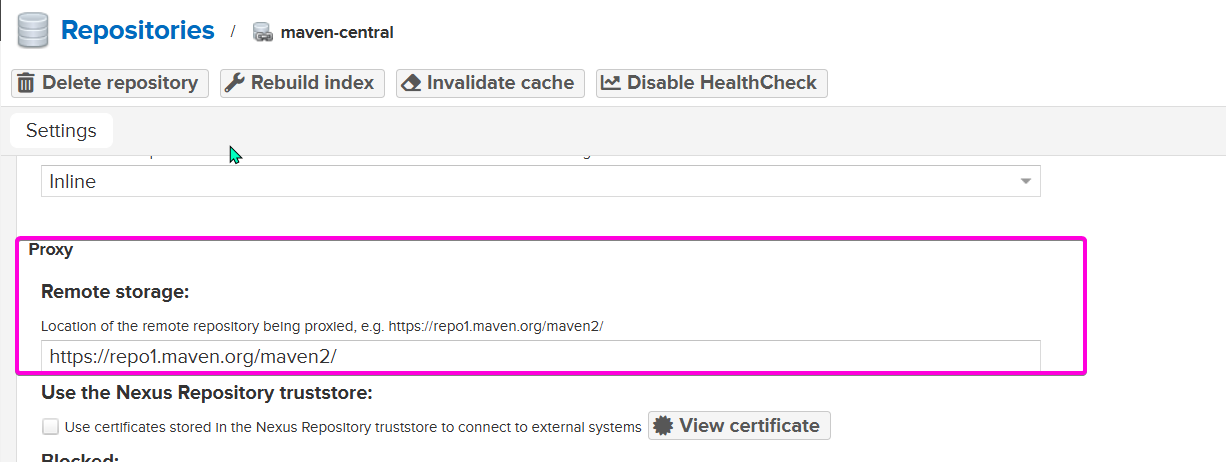 Repositories / maven-central
Delete repository Rebuild index Invalidate cache Disable HealthCheck
Settings
Inline
Proxy
Remote storage:
Location of the remote repository being proxied, e.g. https://repo1.maven.org/maven2/
https://repo1.maven.org/maven2/
Use the Nexus Repository truststore:
Use certificates stored in the Nexus Repository truststore to connect to external systems View certificate
Blocked: